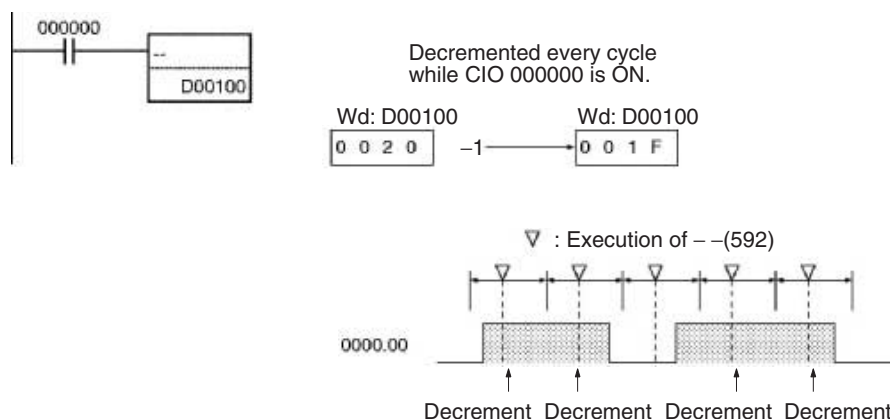 000000
--
D00100
Decremented every cycle
while CIO 000000 is ON.
Wd: D00100
Wd: D00100
0 0 2 0
–1
0 0 1 F
: Execution of – –(592)
0000.00
Decrement Decrement Decrement Decrement